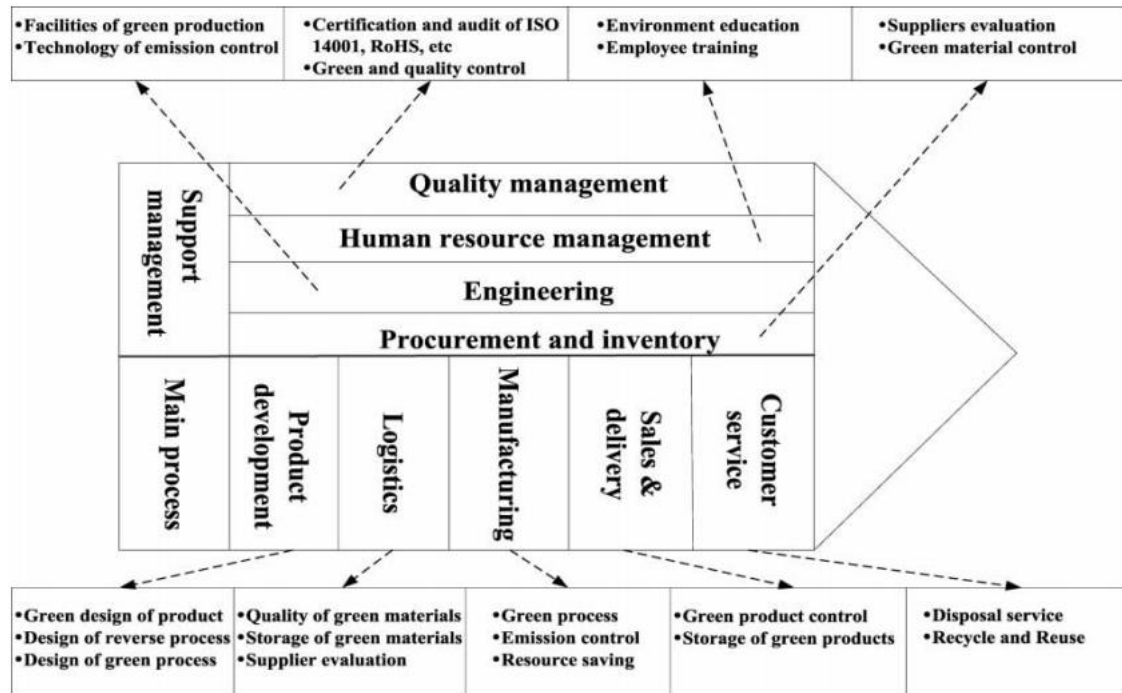 •Facilities of green production
•Technology of emission control
•Certification and audit of ISO
14001, RoHS, etc
•Green and quality control
•Environment education
•Employee training
•Suppliers evaluation
•Green material control
Support
management
Quality management
Human resource management
Engineering
Procurement and inventory
Main process
Product
development
Logistics
Manufacturing
Sales &
delivery
Customer
service
•Green design of product
•Design of reverse process
•Design of green process
•Quality of green materials
•Storage of green materials
•Supplier evaluation
•Green process
•Emission control
•Resource saving
•Green product control
•Storage of green products
•Disposal service
•Recycle and Reuse